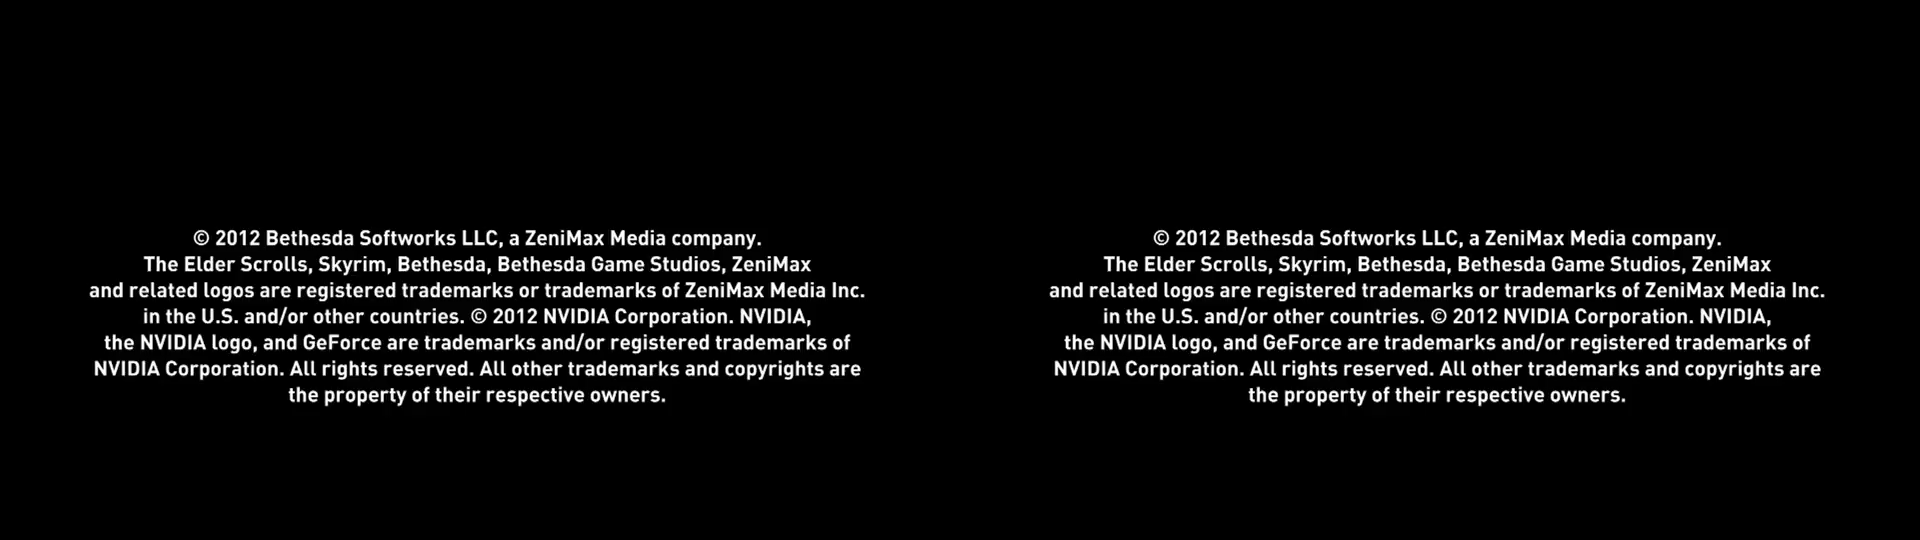 © 2012 Bethesda Softworks LLC, a ZeniMax Media company.
The Elder Scrolls, Skyrim, Bethesda, Bethesda Game Studios, ZeniMax
and related logos are registered trademarks or trademarks of ZeniMax Media Inc.
in the U.S. and/or other countries. © 2012 NVIDIA Corporation. NVIDIA,
the NVIDIA logo, and GeForce are trademarks and/or registered trademarks of
NVIDIA Corporation. All rights reserved. All other trademarks and copyrights are
the property of their respective owners.
© 2012 Bethesda Softworks LLC, a ZeniMax Media company.
The Elder Scrolls, Skyrim, Bethesda, Bethesda Game Studios, ZeniMax
and related logos are registered trademarks or trademarks of ZeniMax Media Inc.
in the U.S. and/or other countries. © 2012 NVIDIA Corporation. NVIDIA,
the NVIDIA logo, and GeForce are trademarks and/or registered trademarks of
NVIDIA Corporation. All rights reserved. All other trademarks and copyrights are
the property of their respective owners.